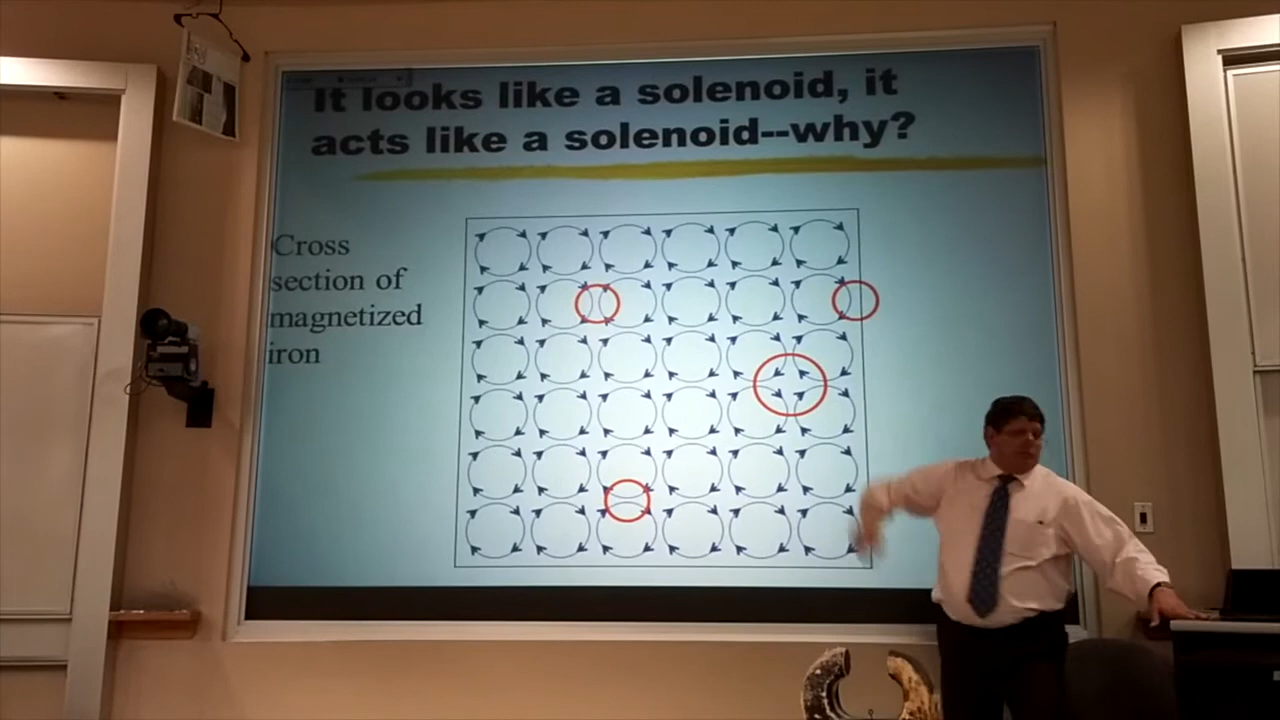 It looks like a solenoid, it
acts like a solenoid--why?
Cross
section of
magnetized
iron